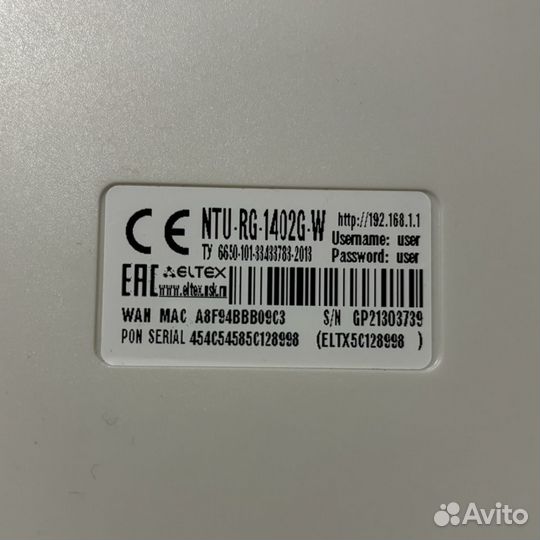 CE NTU-RG-1402G-W http://192.168.1.1
Username: user
ТУ 6650-101-33433783-2013 Password: user
EAC ELTEX
www.eltex.nsk.ru
WAN MAC A8F94BBB09C3 S/N GP21303739
PON SERIAL 454C54585C128998 (ELTX5C128998 )
Avito